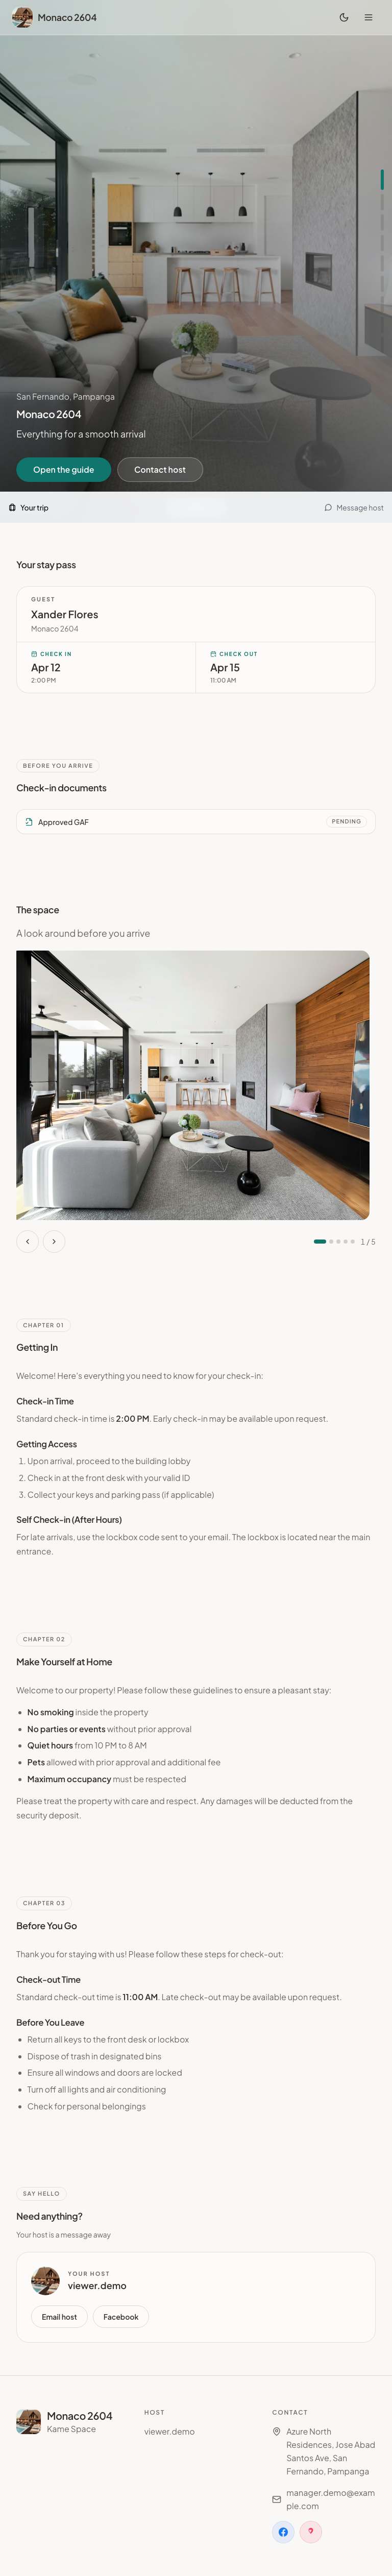 Monaco 2604
San Fernando, Pampanga
Monaco 2604
Everything for a smooth arrival
Open the guide
Contact host
Your trip
Message host
Your stay pass
GUEST
Xander Flores
Monaco 2604
CHECK IN
Apr 12
2:00 PM
CHECK OUT
Apr 15
11:00 AM
BEFORE YOU ARRIVE
Check-in documents
Approved GAF
PENDING
The space
A look around before you arrive
1 / 5
CHAPTER 01
Getting In
Welcome! Here's everything you need to know for your check-in:
Check-in Time
Standard check-in time is 2:00 PM. Early check-in may be available upon request.
Getting Access
1. Upon arrival, proceed to the building lobby
2. Check in at the front desk with your valid ID
3. Collect your keys and parking pass (if applicable)
Self Check-in (After Hours)
For late arrivals, use the lockbox code sent to your email. The lockbox is located near the main
entrance.
CHAPTER 02
Make Yourself at Home
Welcome to our property! Please follow these guidelines to ensure a pleasant stay:
• No smoking inside the property
• No parties or events without prior approval
• Quiet hours from 10 PM to 8 AM
• Pets allowed with prior approval and additional fee
• Maximum occupancy must be respected
Please treat the property with care and respect. Any damages will be deducted from the
security deposit.
CHAPTER 03
Before You Go
Thank you for staying with us! Please follow these steps for check-out:
Check-out Time
Standard check-out time is 11:00 AM. Late check-out may be available upon request.
Before You Leave
• Return all keys to the front desk or lockbox
• Dispose of trash in designated bins
• Ensure all windows and doors are locked
• Turn off all lights and air conditioning
• Check for personal belongings
SAY HELLO
Need anything?
Your host is a message away
YOUR HOST
viewer.demo
Email host
Facebook
Monaco 2604
Kame Space
HOST
viewer.demo
CONTACT
Azure North
Residences, Jose Abad
Santos Ave, San
Fernando, Pampanga
manager.demo@exam
ple.com